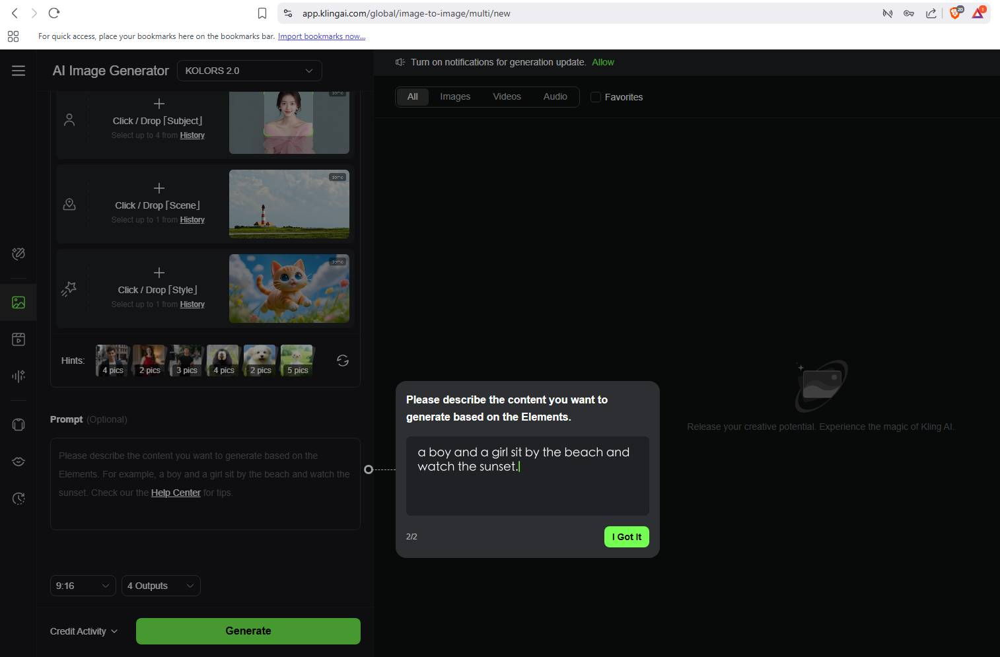 app.klingai.com/global/image-to-image/multi/new
20
1
For quick access, place your bookmarks here on the bookmarks bar. Import bookmarks now...
AI Image Generator
KOLORS 2.0
Turn on notifications for generation update. Allow
All
Images
Videos
Audio
Favorites
demo
Click / Drop「Subject」
Select up to 4 from History
demo
Click / Drop「Scene」
Select up to 1 from History
demo
Click / Drop「Style」
Select up to 1 from History
Hints:
4 pics
2 pics
3 pics
4 pics
2 pics
5 pics
Prompt (Optional)
Please describe the content you want to generate based on the
Elements. For example, a boy and a girl sit by the beach and watch the
sunset. Check our the Help Center for tips.
Please describe the content you want to
generate based on the Elements.
a boy and a girl sit by the beach and
watch the sunset.
2/2
I Got It
Release your creative potential. Experience the magic of Kling AI.
9:16
4 Outputs
Credit Activity
Generate